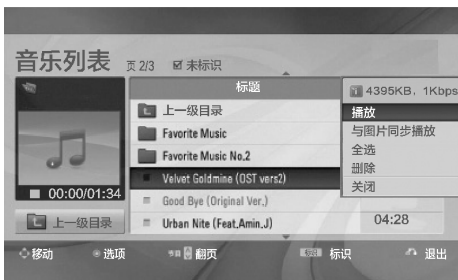 音乐列表 页 2/3 未标识
标题
4395KB, 1Kbps
上一级目录
播放
Favorite Music
与图片同步播放
Favorite Music No.2
全选
Velvet Goldmine (OST vers2)
删除
00:00/01:34
Good Bye (Original Ver.)
关闭
上一级目录
Urban Nite (Feat.Amin.J)
04:28
移动 选项 翻页 标识 退出